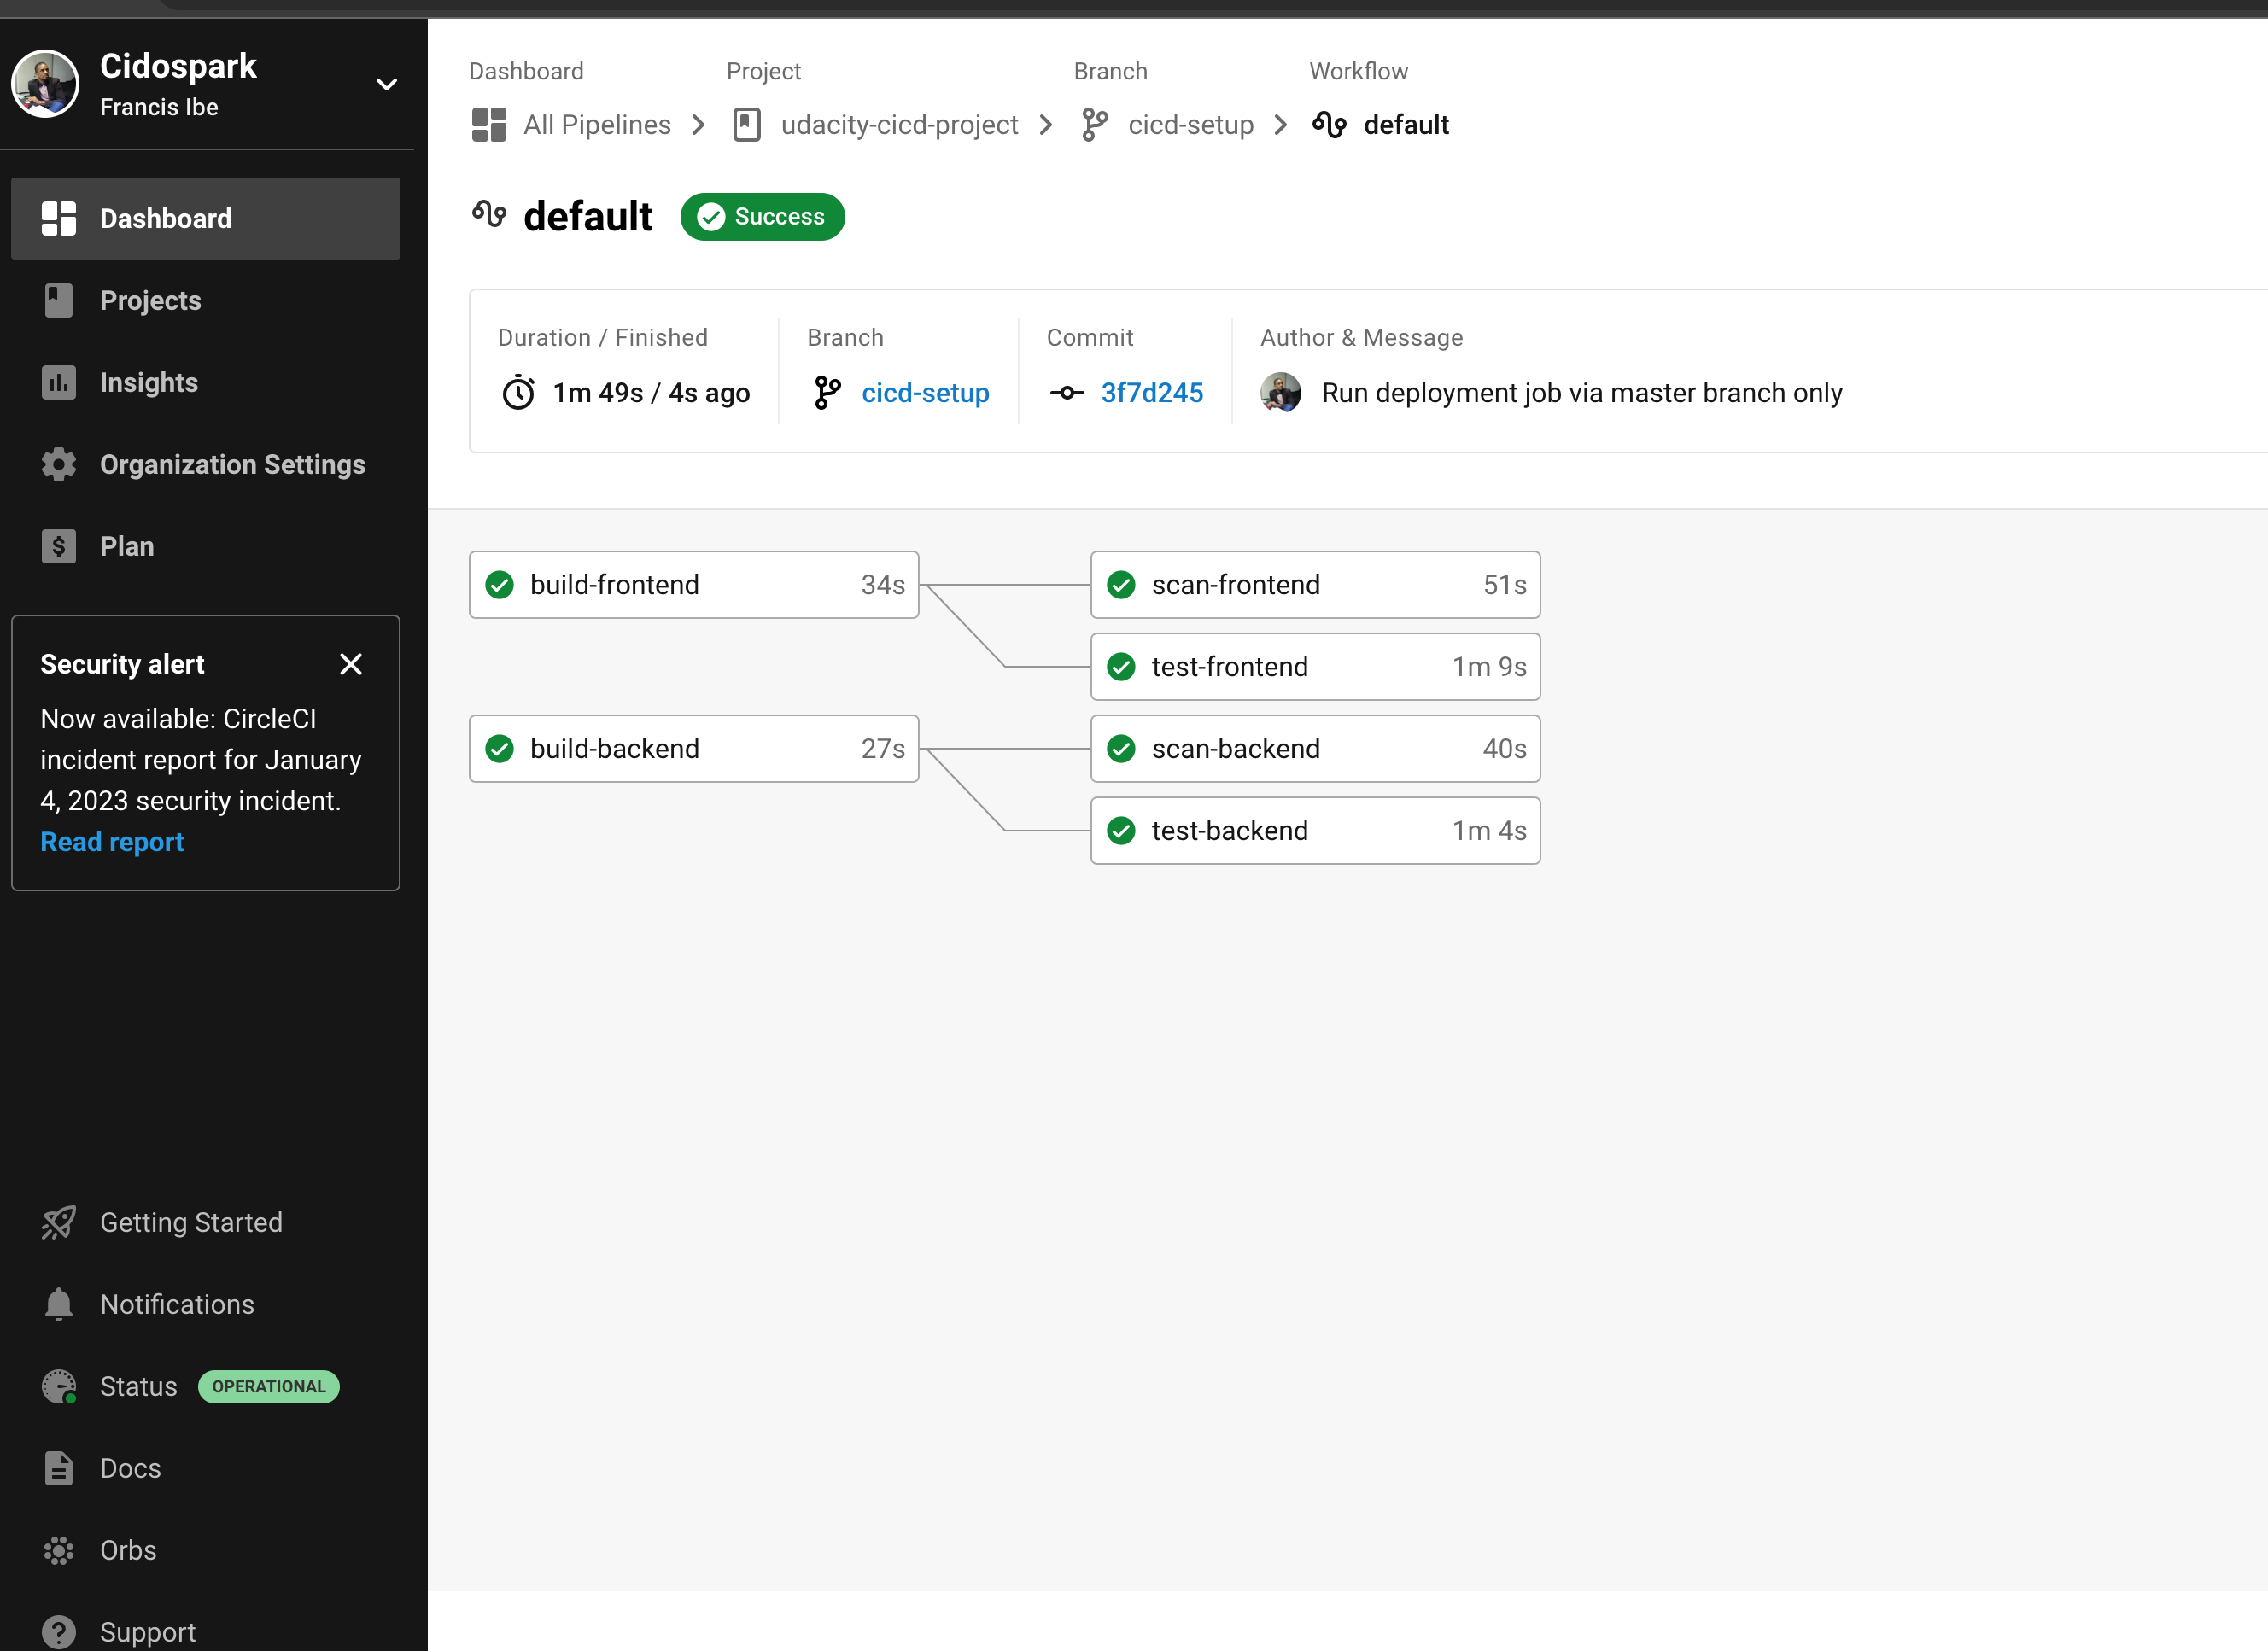 Cidospark
Francis Ibe
Dashboard
Projects
Insights
Organization Settings
Plan
Security alert
Now available: CircleCI
incident report for January
4, 2023 security incident.
Read report
Getting Started
Notifications
Status OPERATIONAL
Docs
Orbs
Support
Dashboard Project Branch Workflow
All Pipelines udacity-cicd-project cicd-setup default
default Success
Duration / Finished Branch Commit Author & Message
1m 49s / 4s ago cicd-setup 3f7d245 Run deployment job via master branch only
build-frontend 34s scan-frontend 51s
test-frontend 1m 9s
build-backend 27s scan-backend 40s
test-backend 1m 4s